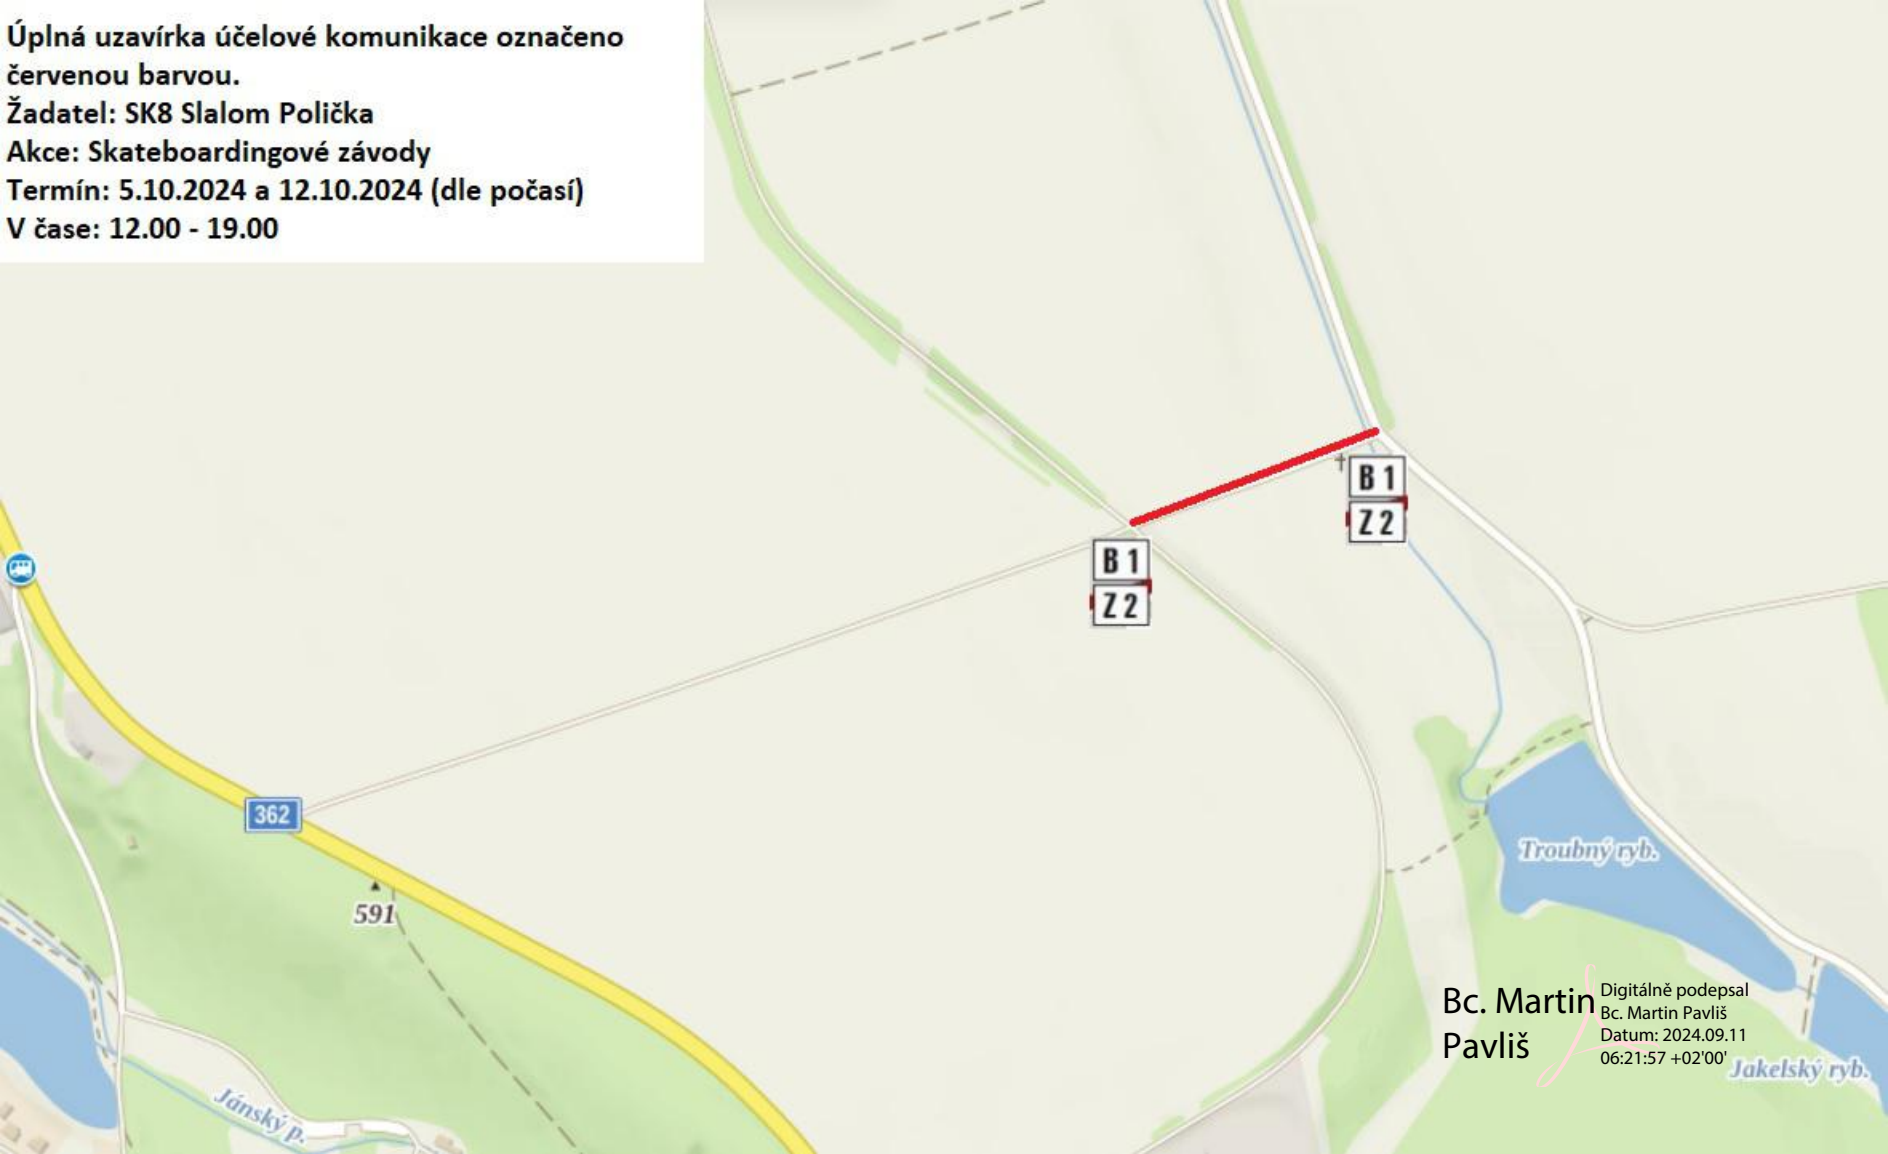 Úplná uzavírka účelové komunikace označeno
červenou barvou.
Žadatel: SK8 Slalom Polička
Akce: Skateboardingové závody
Termín: 5.10.2024 a 12.10.2024 (dle počasí)
V čase: 12.00 - 19.00
B 1
Z 2
B 1
Z 2
362
591
Troubný ryb.
Bc. Martin
Pavliš
Digitálně podepsal
Bc. Martin Pavliš
Datum: 2024.09.11
06:21:57 +02'00'
Jakelský ryb.
Jánský p.